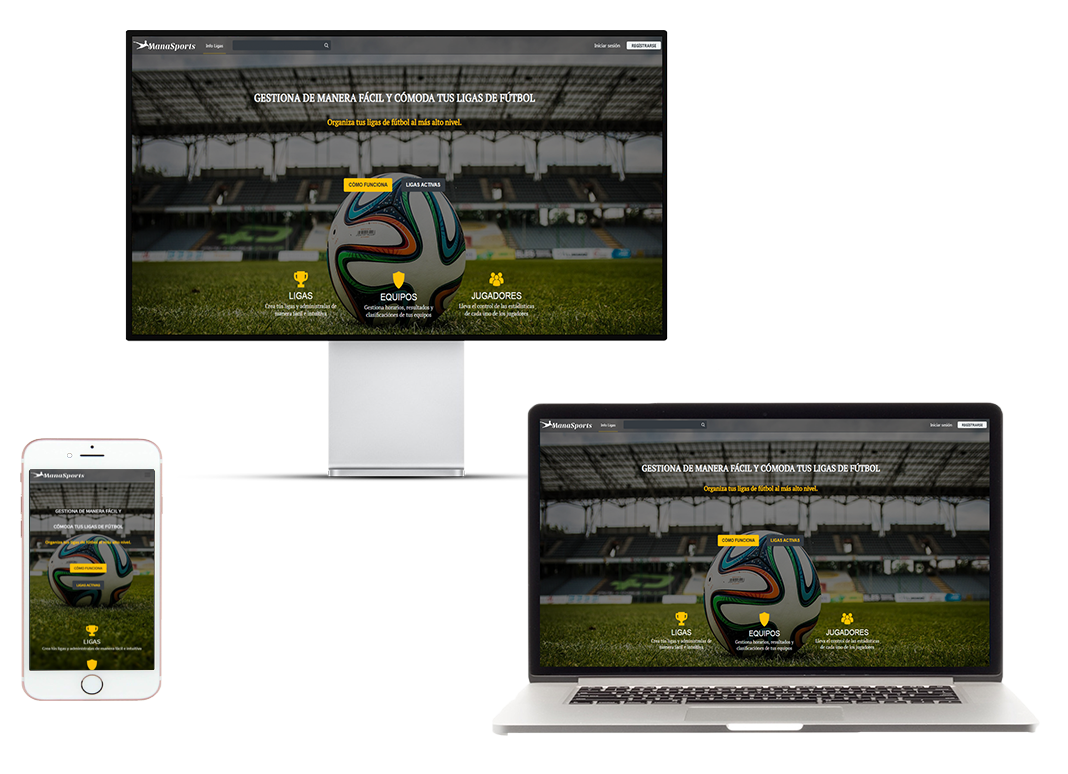 ManaSports
Info Ligas
Iniciar sesión
REGÍSTRARSE
GESTIONA DE MANERA FÁCIL Y CÓMODA TUS LIGAS DE FÚTBOL
Organiza tus ligas de fútbol al más alto nivel.
CÓMO FUNCIONA
LIGAS ACTIVAS
LIGAS
Crea tús ligas y administralas de
manera fácil e intuitiva
EQUIPOS
Gestiona horarios, resultados y
clasificaciónes de tus equipos
JUGADORES
Lleva el control de las estadísticas
de cada uno de los jugadores
ManaSports
GESTIONA DE MANERA FÁCIL Y
CÓMODA TUS LIGAS DE FÚTBOL
Organiza tus ligas de fútbol al más alto nivel.
CÓMO FUNCIONA
LIGAS ACTIVAS
LIGAS
Crea tús ligas y administralas de manera fácil e intuitiva
ManaSports
Info Ligas
Iniciar sesión
REGÍSTRARSE
GESTIONA DE MANERA FÁCIL Y CÓMODA TUS LIGAS DE FÚTBOL
Organiza tus ligas de fútbol al más alto nivel.
CÓMO FUNCIONA
LIGAS ACTIVAS
LIGAS
Crea tús ligas y administralas de
manera fácil e intuitiva
EQUIPOS
Gestiona horarios, resultados y
clasificaciónes de tus equipos
JUGADORES
Lleva el control de las estadísticas
de cada uno de los jugadores